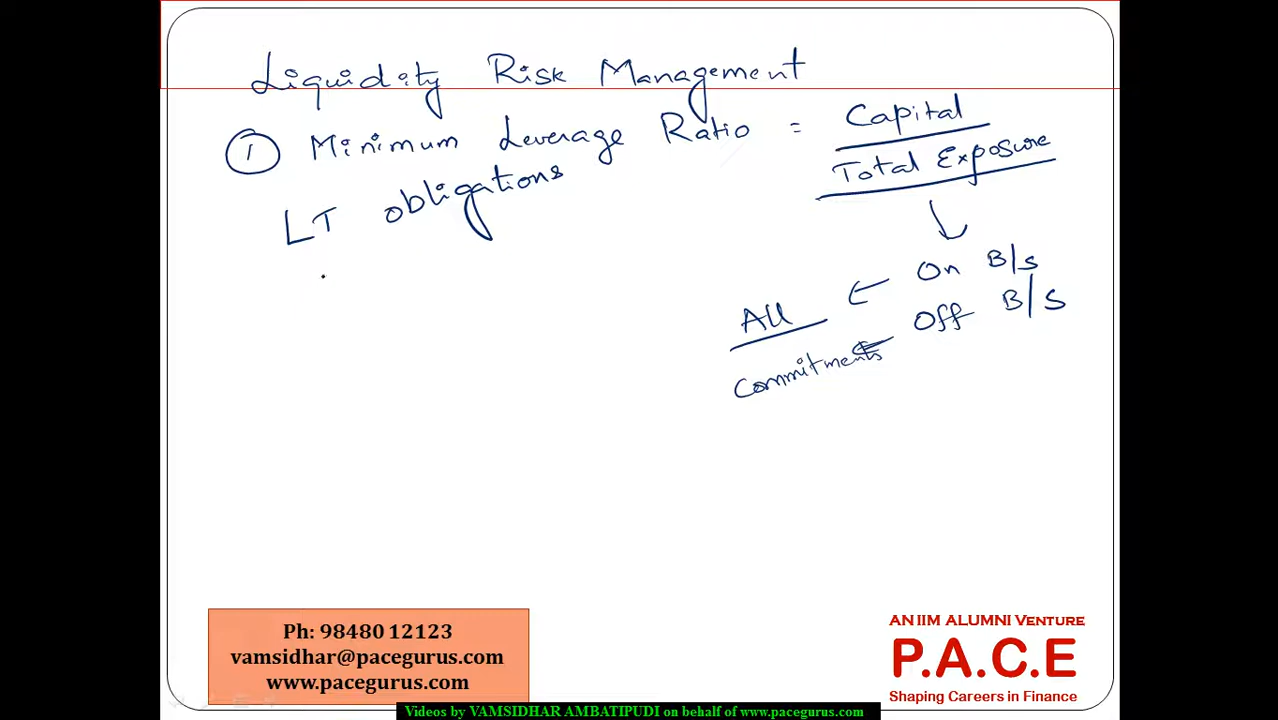 Liquidity Risk Management
① Minimum Leverage Ratio = Capital
Total Exposure
LT obligations
On B/s
All ← Off B/S
Commitments
Ph: 98480 12123
vamsidhar@pacegurus.com
www.pacegurus.com
AN IIM ALUMNI VENTURE
P.A.C.E
Shaping Careers in Finance
Videos by VAMSIDHAR AMBATIPUDI on behalf of www.pacegurus.com